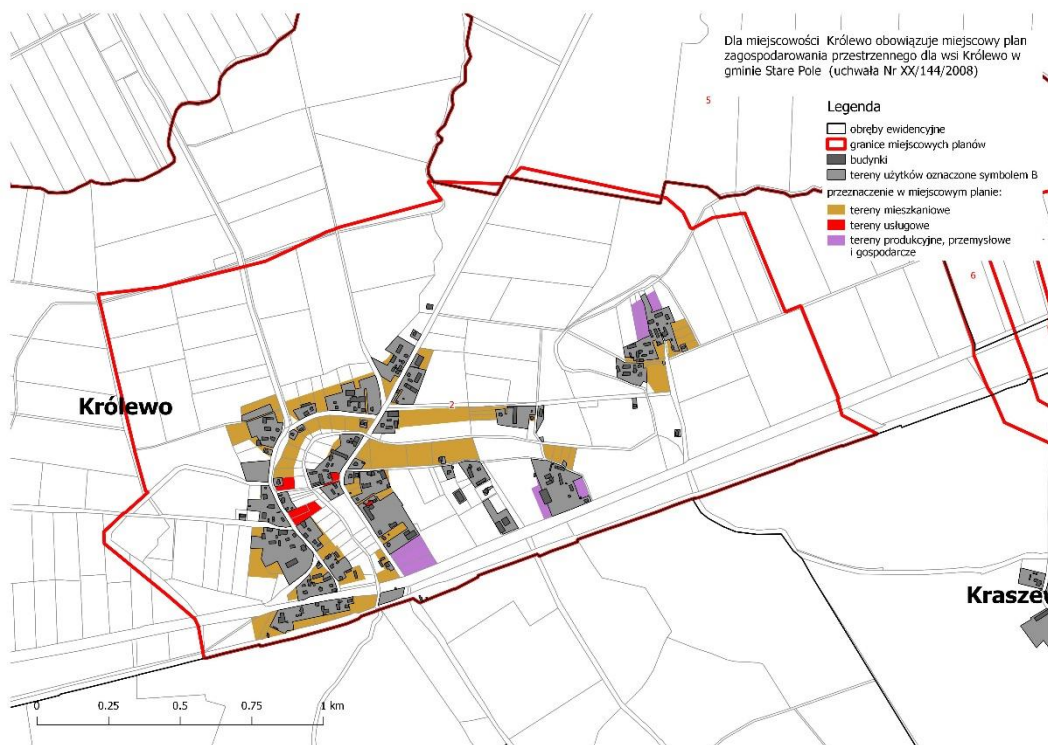 Dla miejscowości Królewo obowiązuje miejscowy plan
zagospodarowania przestrzennego dla wsi Królewo w
gminie Stare Pole (uchwała Nr XX/144/2008)
5
Legenda
obręby ewidencyjne
granice miejscowych planów
budynki
tereny użytków oznaczone symbolem B
przeznaczenie w miejscowym planie:
tereny mieszkaniowe
tereny usługowe
tereny produkcyjne, przemysłowe
i gospodarcze
6
Królewo
2
Kraszew
0 0.25 0.5 0.75 1 km